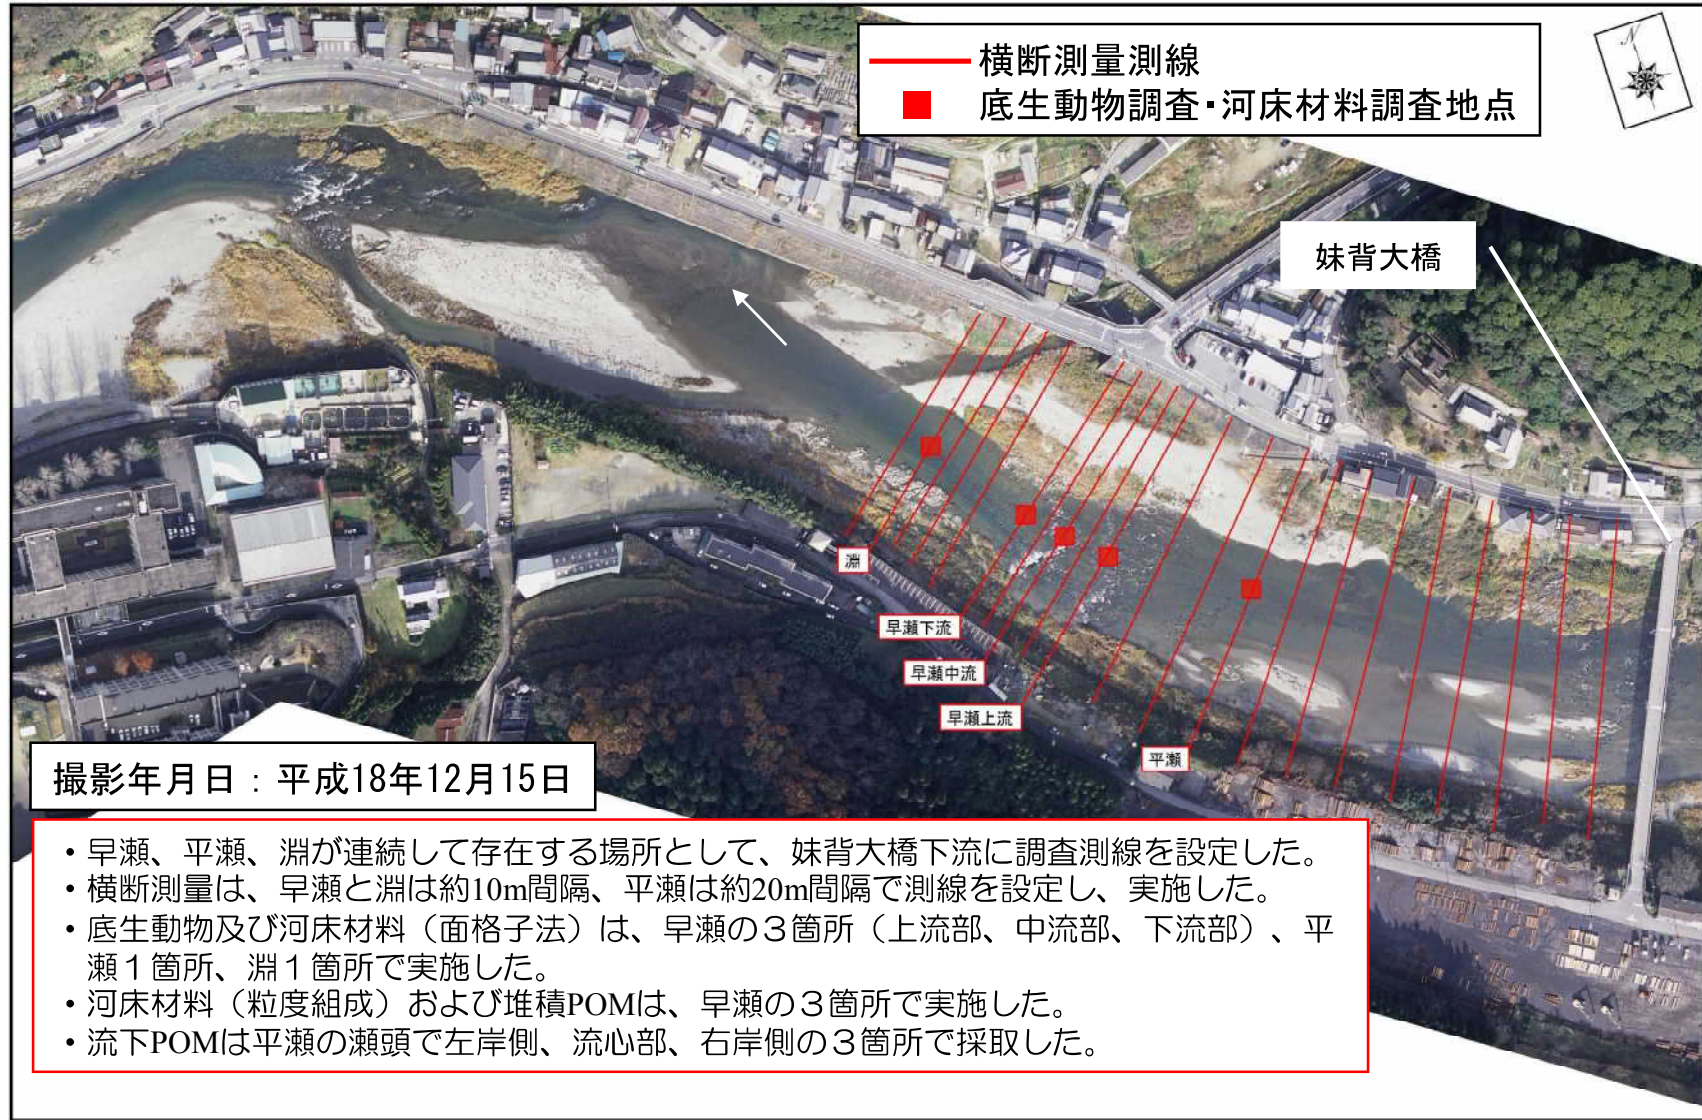 横断測量測線
底生動物調査・河床材料調査地点
N
妹背大橋
淵
早瀬下流
早瀬中流
早瀬上流
平瀬
撮影年月日：平成18年12月15日
・早瀬、平瀬、淵が連続して存在する場所として、妹背大橋下流に調査測線を設定した。
・横断測量は、早瀬と淵は約10m間隔、平瀬は約20m間隔で測線を設定し、実施した。
・底生動物及び河床材料（面格子法）は、早瀬の３箇所（上流部、中流部、下流部）、平
瀬１箇所、淵１箇所で実施した。
・河床材料（粒度組成）および堆積POMは、早瀬の３箇所で実施した。
・流下POMは平瀬の瀬頭で左岸側、流心部、右岸側の３箇所で採取した。